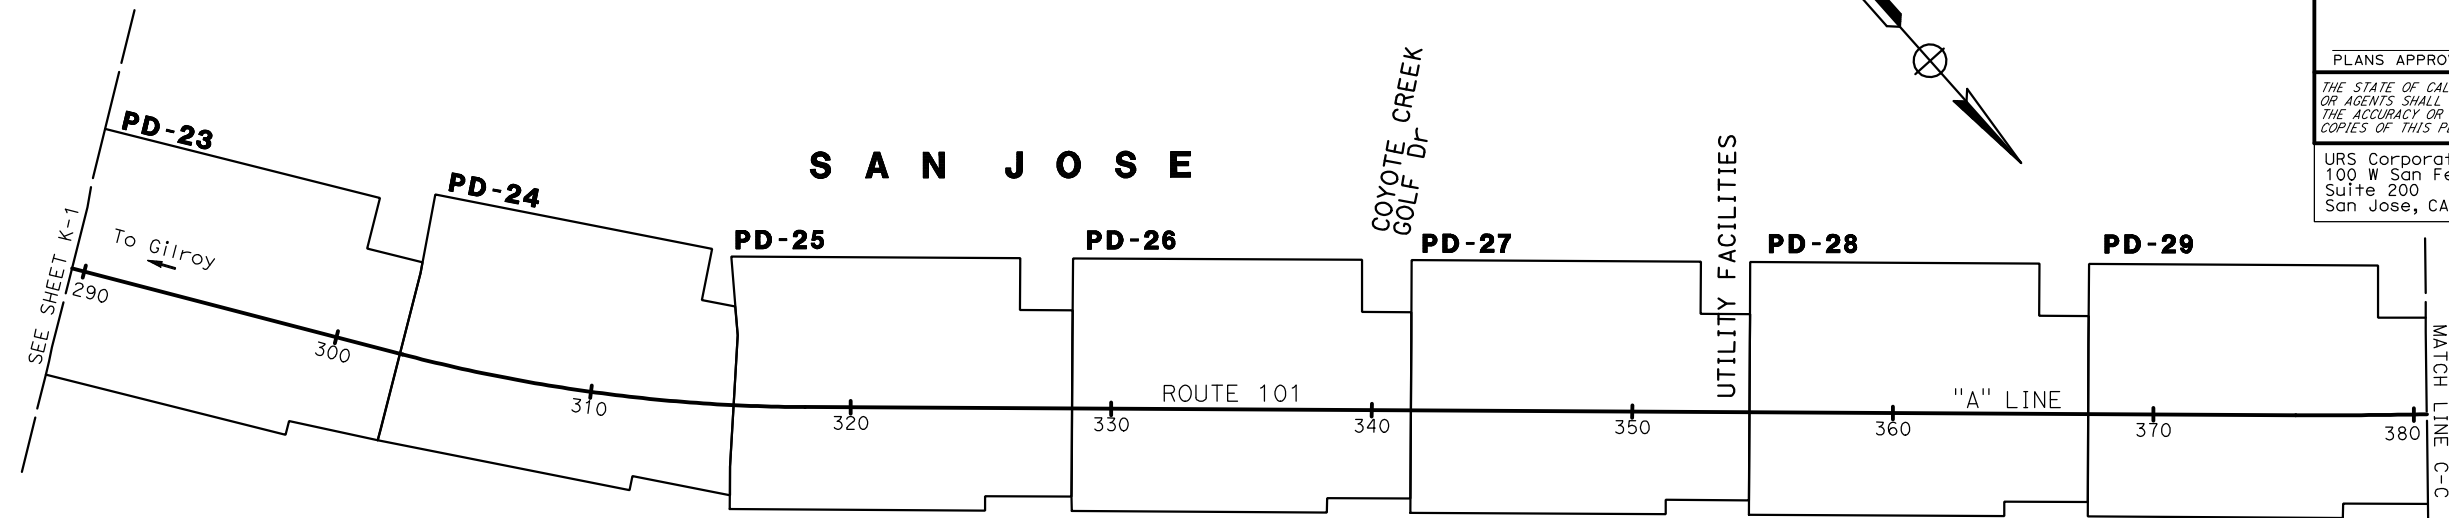 PLANS APPRO
THE STATE OF CAL
OR AGENTS SHALL
THE ACCURACY OR
COPIES OF THIS P
URS Corporat
100 W San Fe
Suite 200
San Jose, CA
SAN JOSE
PD-23
PD-24
PD-25
PD-26
PD-27
PD-28
PD-29
COYOTE CREEK
GOLF Dr
UTILITY FACILITIES
SEE SHEET K-1
To Gilroy
290
300
310
320
330
340
350
360
370
380
ROUTE 101
"A" LINE
MATCH LINE C-C